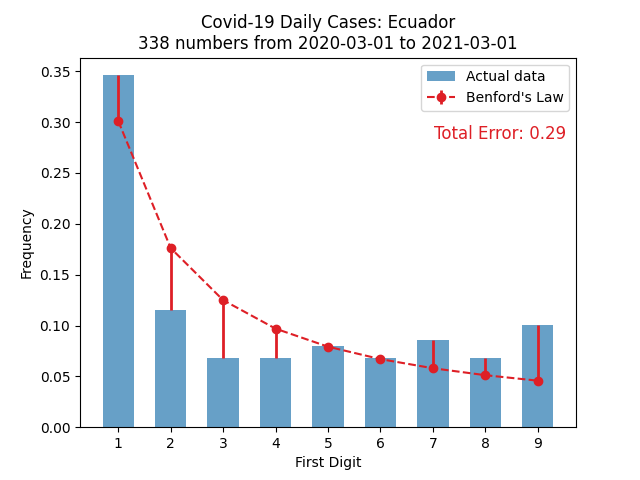 Covid-19 Daily Cases: Ecuador
338 numbers from 2020-03-01 to 2021-03-01
Actual data
Benford's Law
Total Error: 0.29
0.35
0.30
0.25
0.20
0.15
0.10
0.05
0.00
Frequency
1 2 3 4 5 6 7 8 9
First Digit